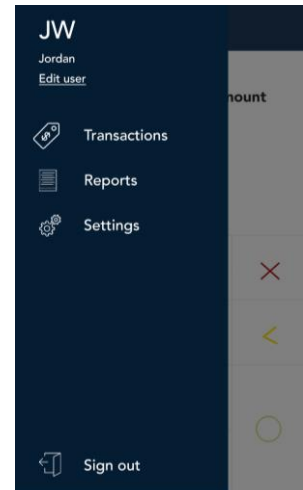 JW
Jordan
Edit user
nount
Transactions
Reports
Settings
Sign out